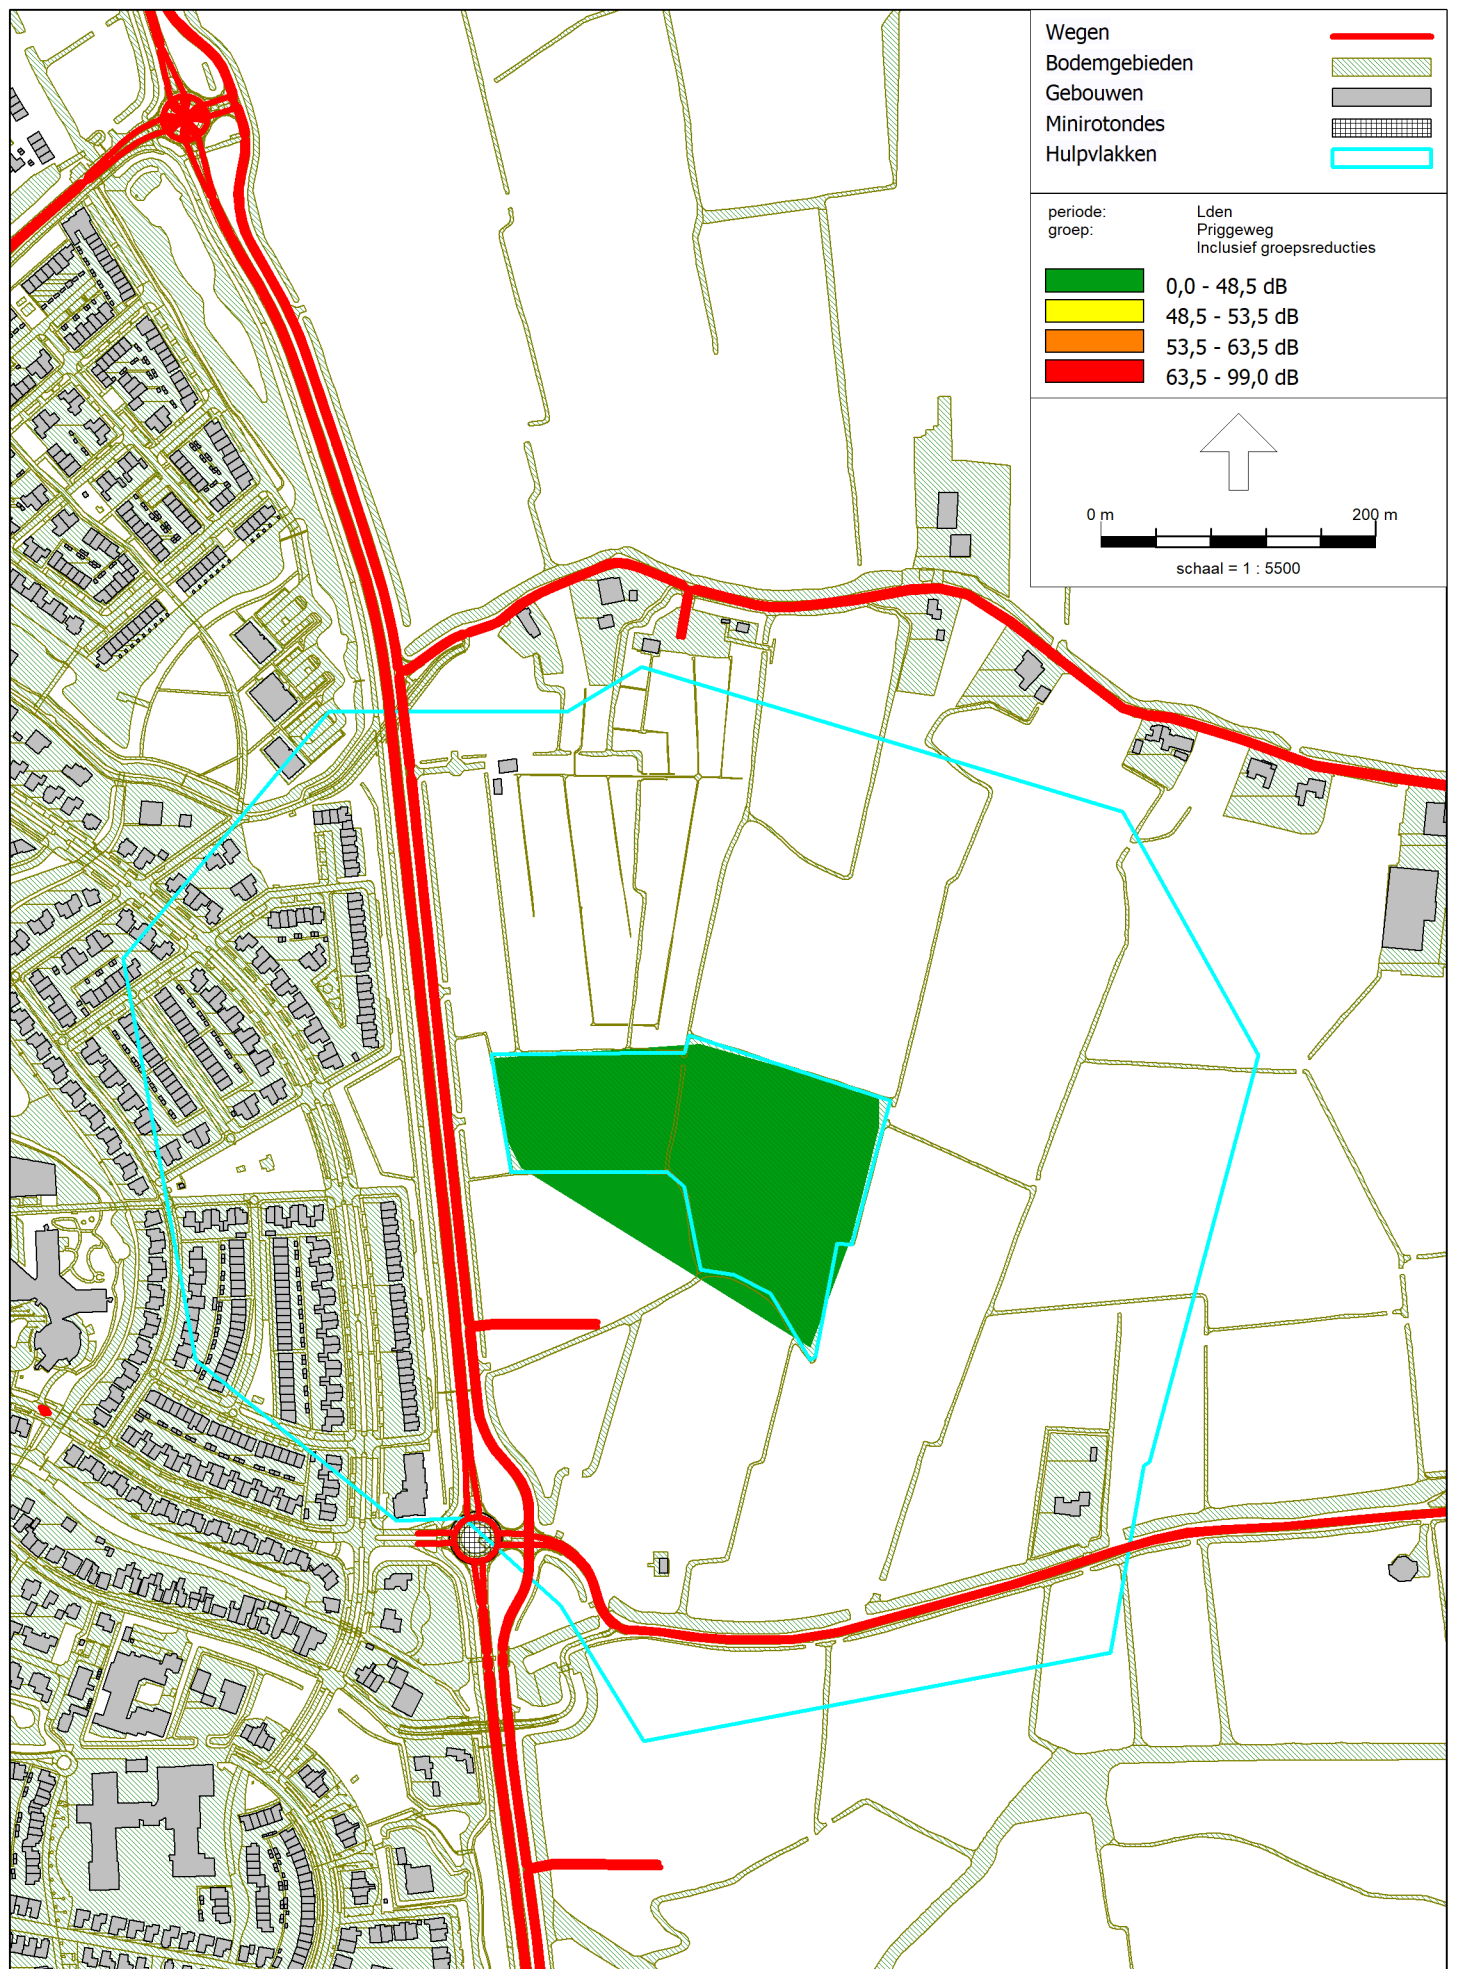 Wegen
Bodemgebieden
Gebouwen
Minirotondes
Hulpvlakken
periode: Lden
groep: Priggeweg
Inclusief groepsreducties
0,0 - 48,5 dB
48,5 - 53,5 dB
53,5 - 63,5 dB
63,5 - 99,0 dB
0 m 200 m
schaal = 1 : 5500